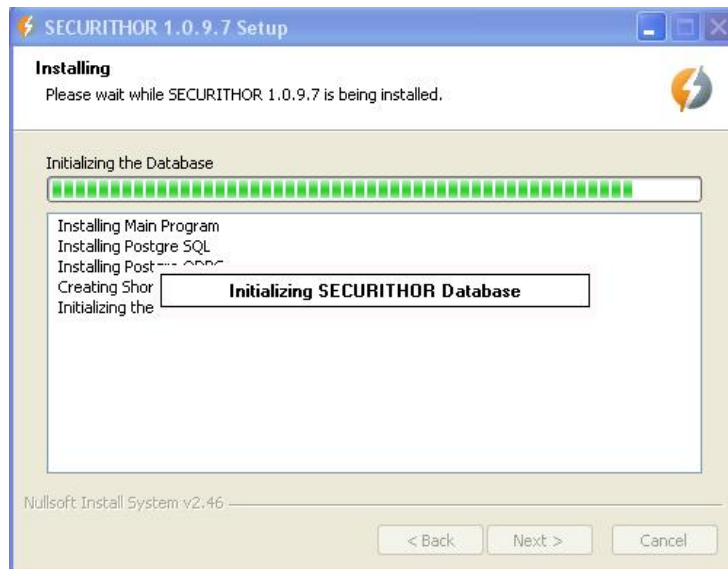 SECURITHOR 1.0.9.7 Setup
Installing
Please wait while SECURITHOR 1.0.9.7 is being installed.
Initializing the Database
Installing Main Program
Installing Postgre SQL
Installing
Creating Shor
Initializing the
Initializing SECURITHOR Database
Nullsoft Install System v2.46
< Back
Next >
Cancel